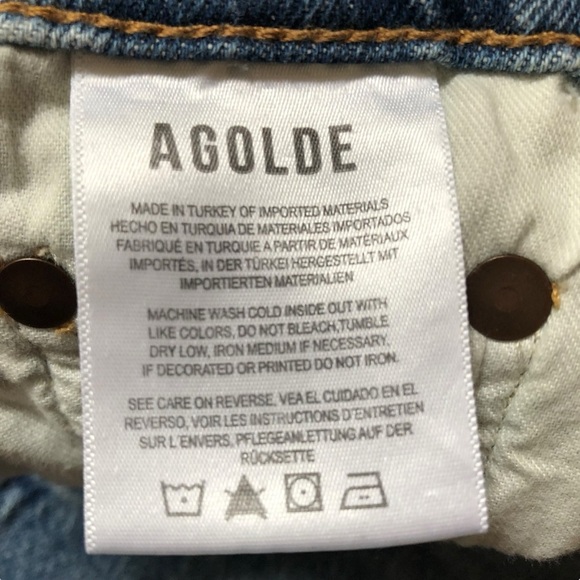 AGOLDE
MADE IN TURKEY OF IMPORTED MATERIALS
HECHO EN TURQUIA DE MATERIALES IMPORTADOS
FABRIQUÉ EN TURQUIE A PARTIR DE MATÉRIAUX
IMPORTÉS, IN DER TÜRKEI HERGESTELLT MIT
IMPORTIERTEN MATERIALIEN
MACHINE WASH COLD INSIDE OUT WITH
LIKE COLORS, DO NOT BLEACH,TUMBLE
DRY LOW, IRON MEDIUM IF NECESSARY.
IF DECORATED OR PRINTED DO NOT IRON.
SEE CARE ON REVERSE, VEA EL CUIDADO EN EL
REVERSO, VOIR LES INSTRUCTIONS D'ENTRETIEN
SUR L'ENVERS, PFLEGEANLETTUNG AUF DER
RÜCKSETTE